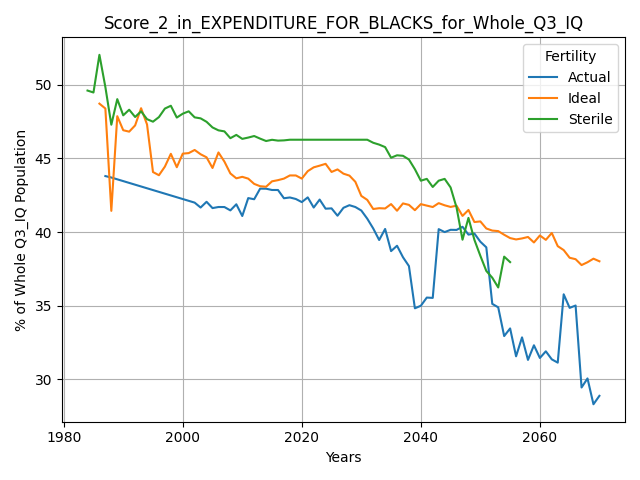 Score_2_in_EXPENDITURE_FOR_BLACKS_for_Whole_Q3_IQ
Fertility
Actual
Ideal
Sterile
% of Whole Q3_IQ Population
50
45
40
35
30
1980
2000
2020
2040
2060
Years